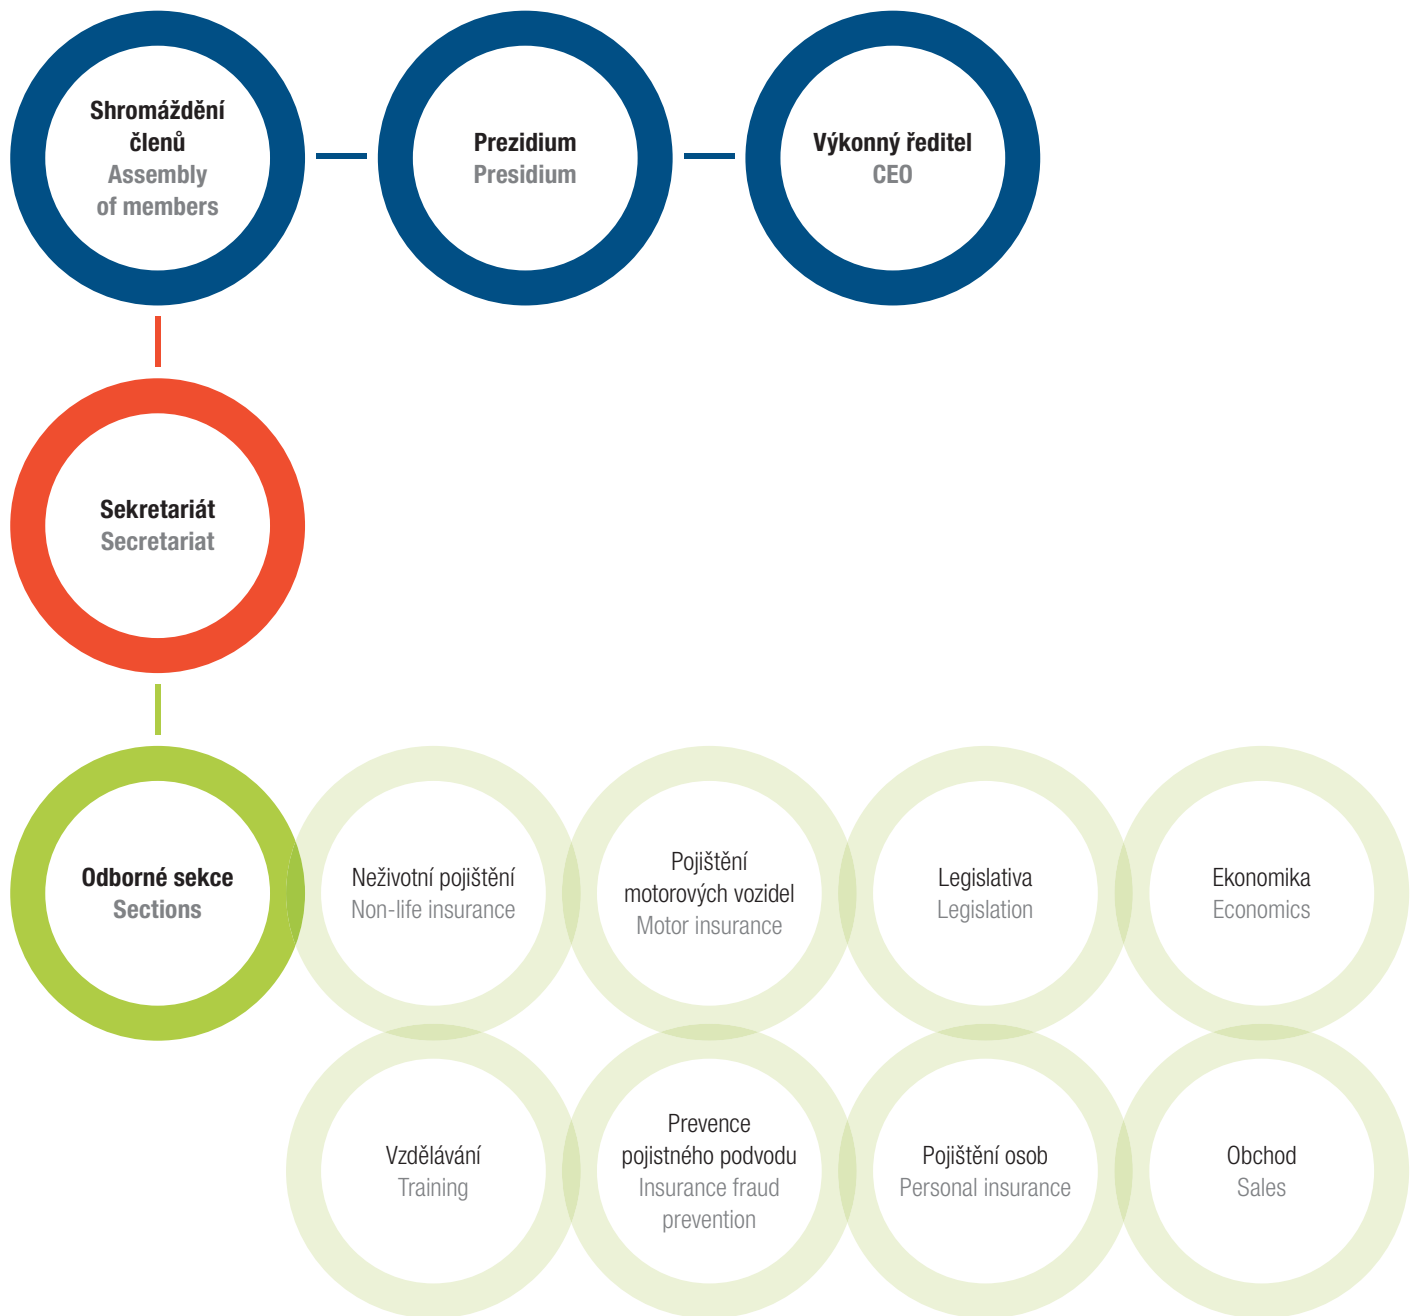 Shromáždění
členů
Assembly
of members
Prezidium
Presidium
Výkonný ředitel
CEO
Sekretariát
Secretariat
Odborné sekce
Sections
Neživotní pojištění
Non-life insurance
Pojištění
motorových vozidel
Motor insurance
Legislativa
Legislation
Ekonomika
Economics
Vzdělávání
Training
Prevence
pojistného podvodu
Insurance fraud
prevention
Pojištění osob
Personal insurance
Obchod
Sales